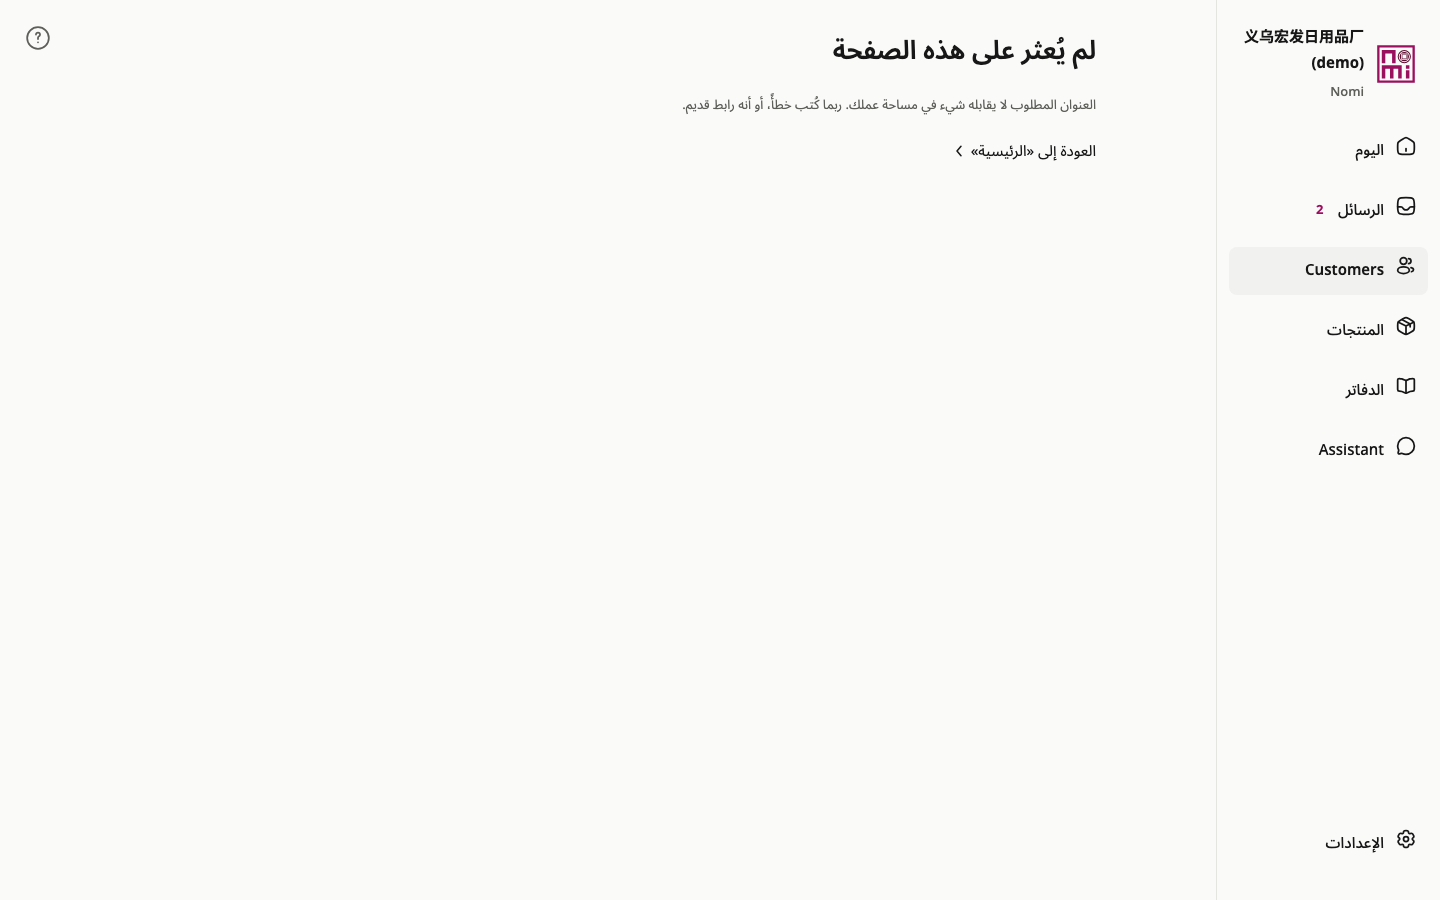 义乌宏发日用品厂
(demo)
Nomi
اليوم
الرسائل 2
Customers
المنتجات
الدفاتر
Assistant
الإعدادات
لم يُعثر على هذه الصفحة
العنوان المطلوب لا يقابله شيء في مساحة عملك. ربما كُتب خطأً، أو أنه رابط قديم.
العودة إلى «الرئيسية»